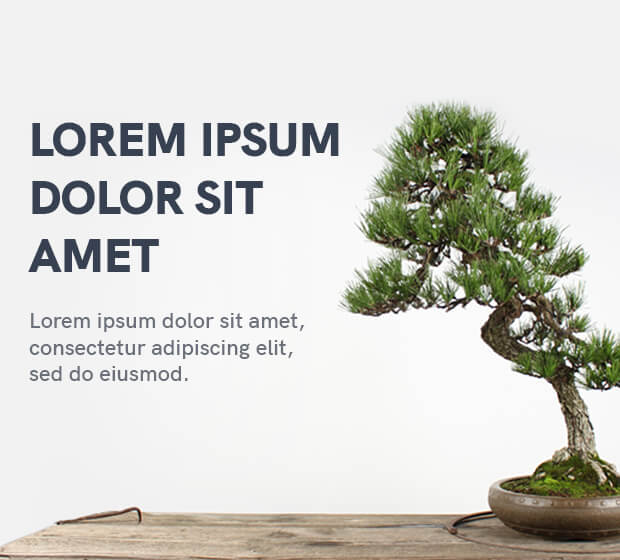 LOREM IPSUM
DOLOR SIT
AMET
Lorem ipsum dolor sit amet,
consectetur adipiscing elit,
sed do eiusmod.